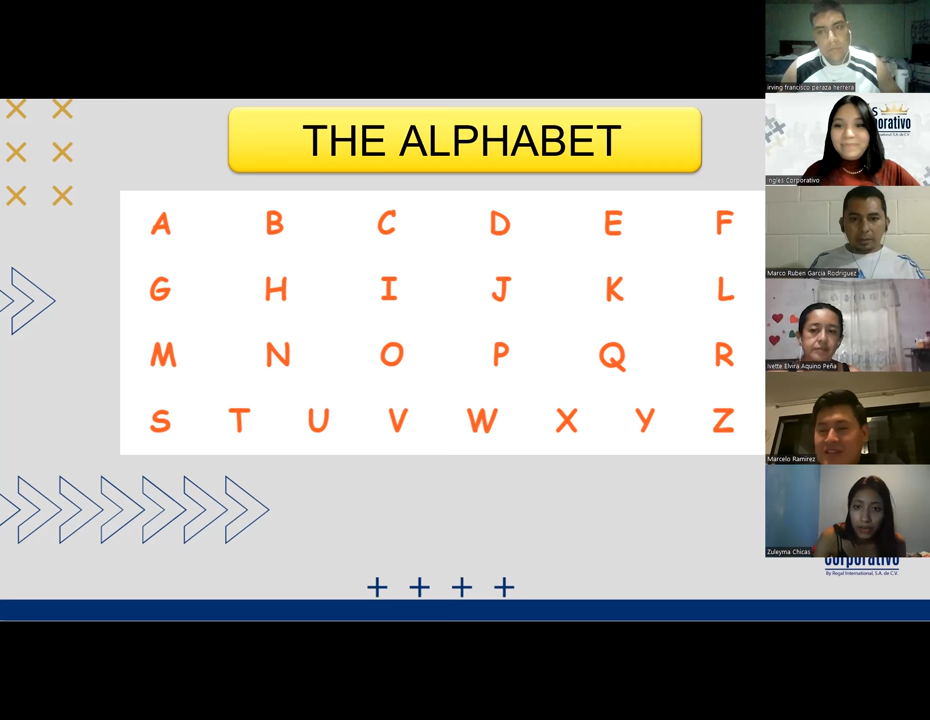 THE ALPHABET
A B C D E F
G H I J K L
M N O P Q R
S T U V W X Y Z
irving francisco peraza herrera
Ingles Corporativo
Marco Ruben Garcia Rodriguez
Ivette Elvira Aquino Peña
Marcelo Ramirez
Zuleyma Chicas
corporativo
By Regal International, S.A. de C.V.